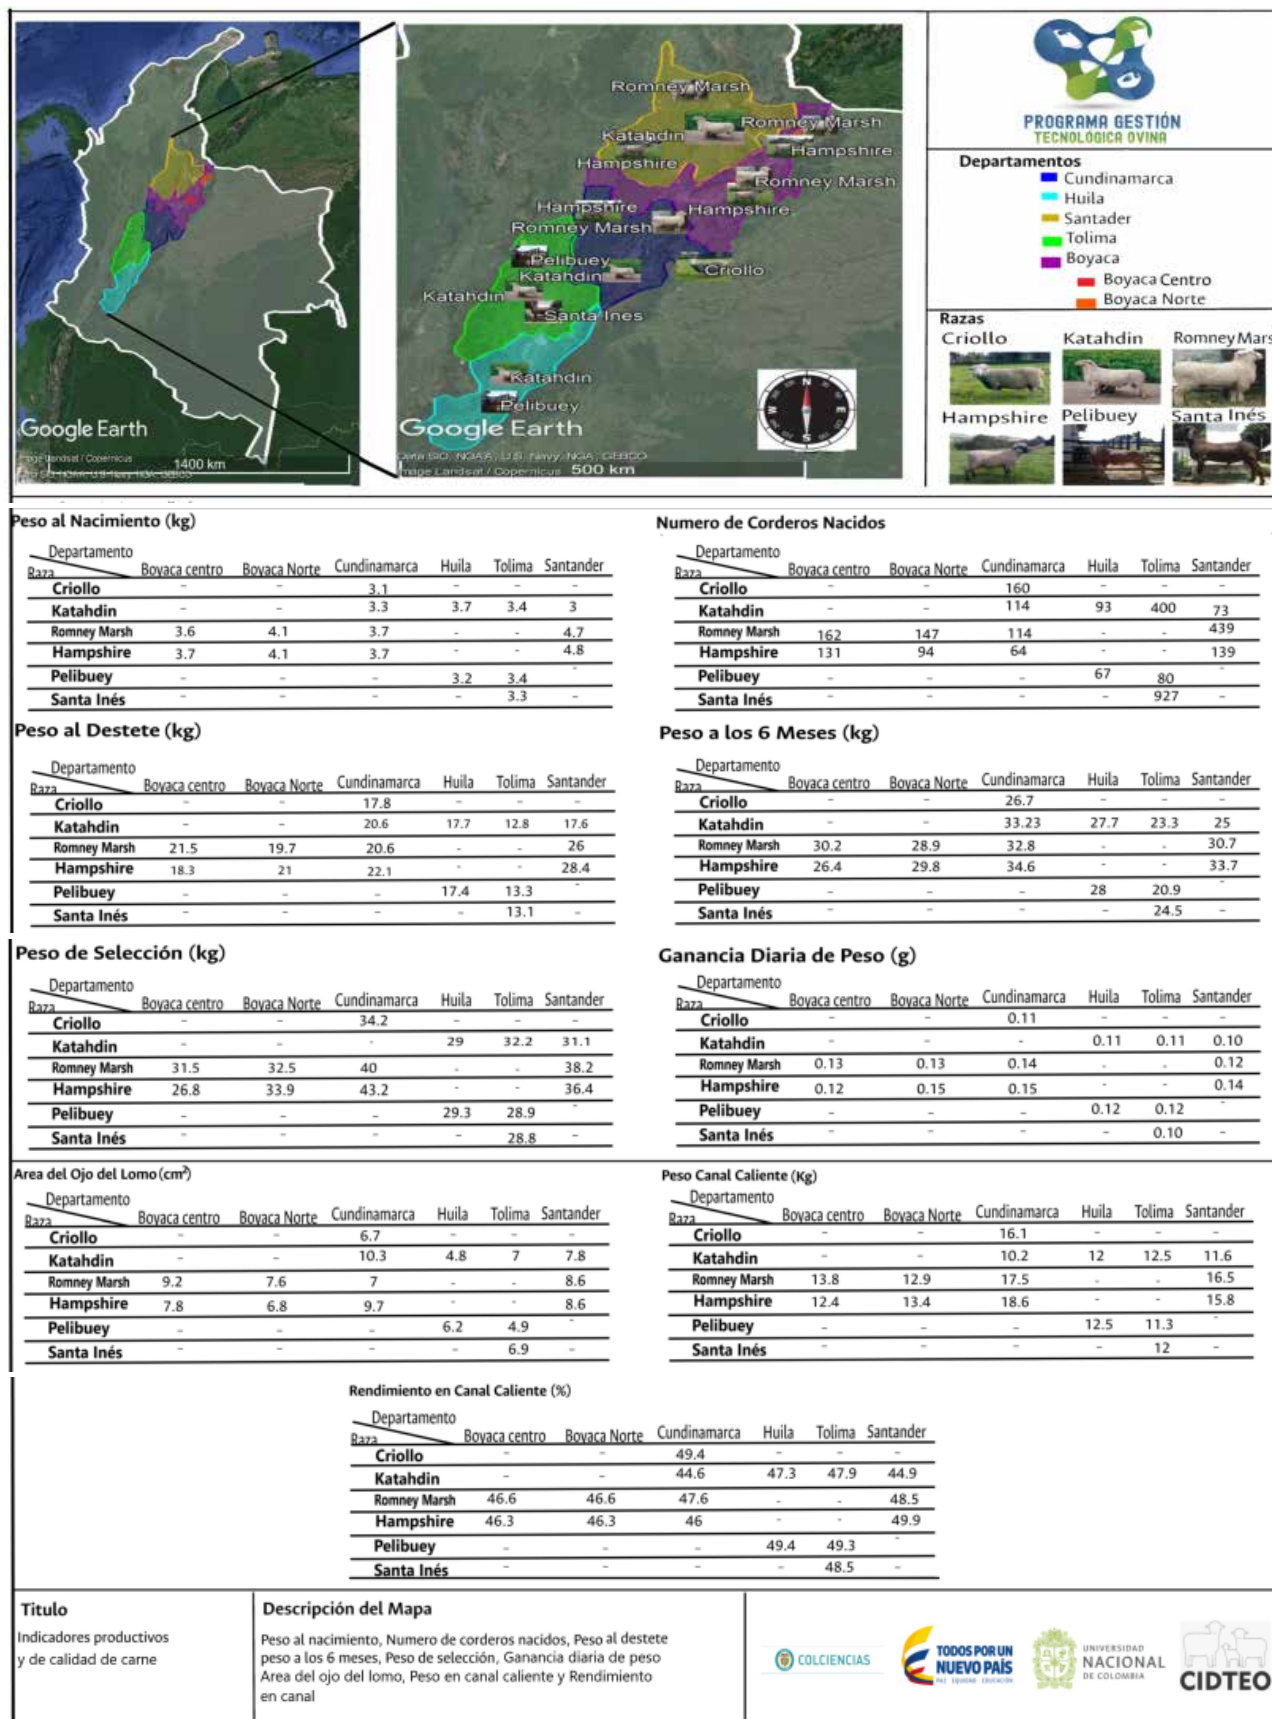 Romney Marsh
Katahdin
Romney Marsh
Hampshire
Hampshire
Romney Marsh
Hampshire
Hampshire
Romney Marsh
Pelibuey
Katahdin
Criollo
Katahdin
Santa Ines
Katahdin
Pelibuey
Google Earth
Image Landsat / Copernicus
1400 km
Google Earth
Data SIO, NOAA, U.S. Navy, NGA, GEBCO
Image Landsat / Copernicus 500 km
N
E
S
W
PROGRAMA GESTIÓN
TECNOLÓGICA OVINA
Departamentos
Cundinamarca
Huila
Santader
Tolima
Boyaca
Boyaca Centro
Boyaca Norte
Razas
Criollo Katahdin Romney Mars
Hampshire Pelibuey Santa Inés
Peso al Nacimiento (kg)
Departamento
Raza Boyaca centro Boyaca Norte Cundinamarca Huila Tolima Santander
Criollo - - 3.1 - - -
Katahdin - - 3.3 3.7 3.4 3
Romney Marsh 3.6 4.1 3.7 - - 4.7
Hampshire 3.7 4.1 3.7 - - 4.8
Pelibuey - - - 3.2 3.4 -
Santa Inés - - - - 3.3 -
Numero de Corderos Nacidos
Departamento
Raza Boyaca centro Boyaca Norte Cundinamarca Huila Tolima Santander
Criollo - - 160 - - -
Katahdin - - 114 93 400 73
Romney Marsh 162 147 114 - - 439
Hampshire 131 94 64 - - 139
Pelibuey - - - 67 80 -
Santa Inés - - - - 927 -
Peso al Destete (kg)
Departamento
Raza Boyaca centro Boyaca Norte Cundinamarca Huila Tolima Santander
Criollo - - 17.8 - - -
Katahdin - - 20.6 17.7 12.8 17.6
Romney Marsh 21.5 19.7 20.6 - - 26
Hampshire 18.3 21 22.1 - - 28.4
Pelibuey - - - 17.4 13.3 -
Santa Inés - - - - 13.1 -
Peso a los 6 Meses (kg)
Departamento
Raza Boyaca centro Boyaca Norte Cundinamarca Huila Tolima Santander
Criollo - - 26.7 - - -
Katahdin - - 33.23 27.7 23.3 25
Romney Marsh 30.2 28.9 32.8 - - 30.7
Hampshire 26.4 29.8 34.6 - - 33.7
Pelibuey - - - 28 20.9 -
Santa Inés - - - - 24.5 -
Peso de Selección (kg)
Departamento
Raza Boyaca centro Boyaca Norte Cundinamarca Huila Tolima Santander
Criollo - - 34.2 - - -
Katahdin - - - 29 32.2 31.1
Romney Marsh 31.5 32.5 40 - - 38.2
Hampshire 26.8 33.9 43.2 - - 36.4
Pelibuey - - - 29.3 28.9 -
Santa Inés - - - - 28.8 -
Ganancia Diaria de Peso (g)
Departamento
Raza Boyaca centro Boyaca Norte Cundinamarca Huila Tolima Santander
Criollo - - 0.11 - - -
Katahdin - - - 0.11 0.11 0.10
Romney Marsh 0.13 0.13 0.14 - - 0.12
Hampshire 0.12 0.15 0.15 - - 0.14
Pelibuey - - - 0.12 0.12 -
Santa Inés - - - - 0.10 -
Area del Ojo del Lomo (cm²)
Departamento
Raza Boyaca centro Boyaca Norte Cundinamarca Huila Tolima Santander
Criollo - - 6.7 - - -
Katahdin - - 10.3 4.8 7 7.8
Romney Marsh 9.2 7.6 7 - - 8.6
Hampshire 7.8 6.8 9.7 - - 8.6
Pelibuey - - - 6.2 4.9 -
Santa Inés - - - - 6.9 -
Peso Canal Caliente (Kg)
Departamento
Raza Boyaca centro Boyaca Norte Cundinamarca Huila Tolima Santander
Criollo - - 16.1 - - -
Katahdin - - 10.2 12 12.5 11.6
Romney Marsh 13.8 12.9 17.5 - - 16.5
Hampshire 12.4 13.4 18.6 - - 15.8
Pelibuey - - - 12.5 11.3 -
Santa Inés - - - - 12 -
Rendimiento en Canal Caliente (%)
Departamento
Raza Boyaca centro Boyaca Norte Cundinamarca Huila Tolima Santander
Criollo - - 49.4 - - -
Katahdin - - 44.6 47.3 47.9 44.9
Romney Marsh 46.6 46.6 47.6 - - 48.5
Hampshire 46.3 46.3 46 - - 49.9
Pelibuey - - - 49.4 49.3 -
Santa Inés - - - - 48.5 -
Titulo
Indicadores productivos
y de calidad de carne
Descripción del Mapa
Peso al nacimiento, Numero de corderos nacidos, Peso al destete
peso a los 6 meses, Peso de selección, Ganancia diaria de peso
Area del ojo del lomo, Peso en canal caliente y Rendimiento
en canal
COLCIENCIAS
TODOS POR UN
NUEVO PAÍS
PAZ EQUIDAD EDUCACIÓN
UNIVERSIDAD
NACIONAL
DE COLOMBIA
CIDTEO